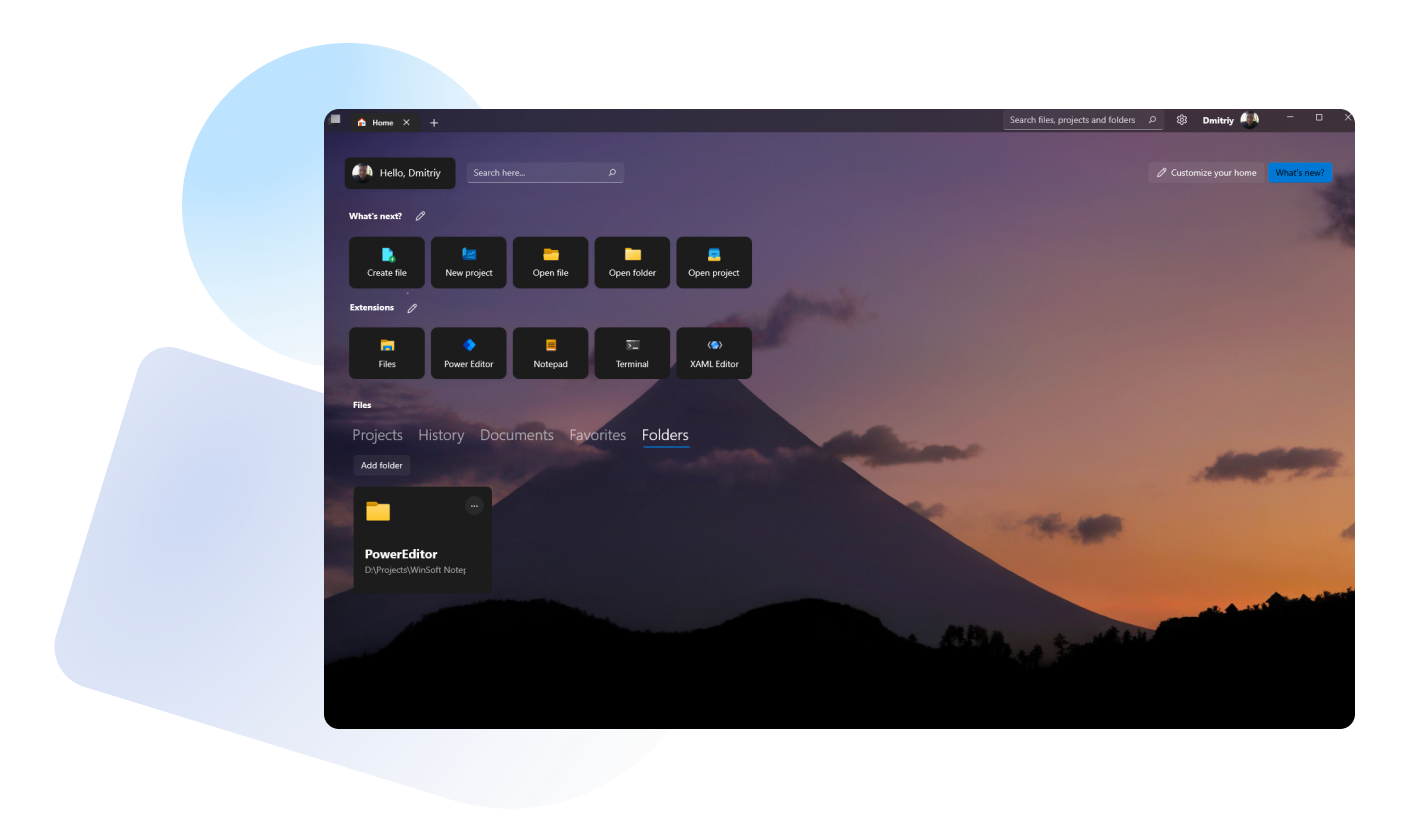 Home
Search files, projects and folders
Dmitriy
Hello, Dmitriy
Search here...
Customize your home
What's new?
What's next?
Create file
New project
Open file
Open folder
Open project
Extensions
Files
Power Editor
Notepad
Terminal
XAML Editor
Files
Projects History Documents Favorites Folders
Add folder
PowerEditor
D:\Projects\WinSoft Note